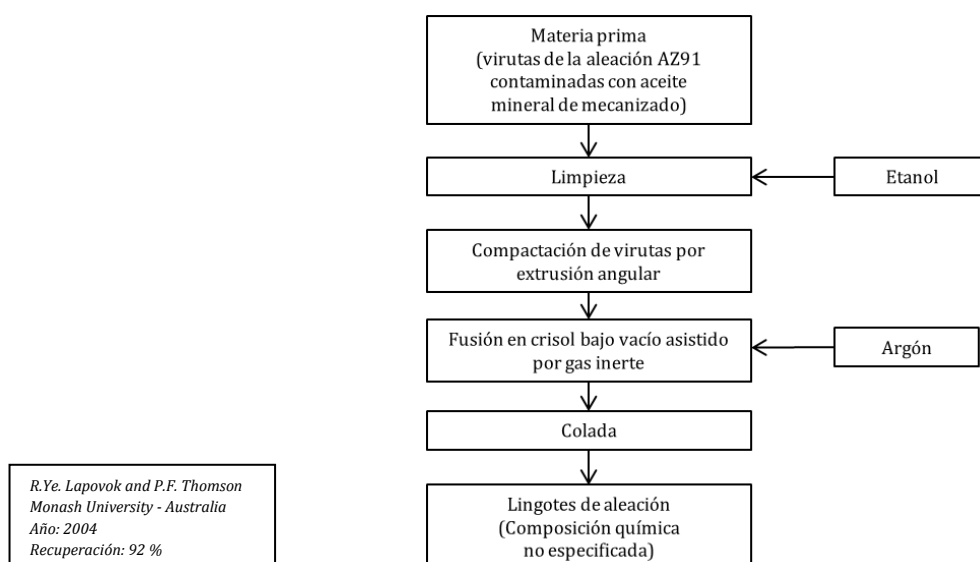 Materia prima
(virutas de la aleación AZ91
contaminadas con aceite
mineral de mecanizado)
Limpieza
Etanol
Compactación de virutas por
extrusión angular
Fusión en crisol bajo vacío asistido
por gas inerte
Argón
Colada
Lingotes de aleación
(Composición química
no especificada)
R.Ye. Lapovok and P.F. Thomson
Monash University - Australia
Año: 2004
Recuperación: 92 %